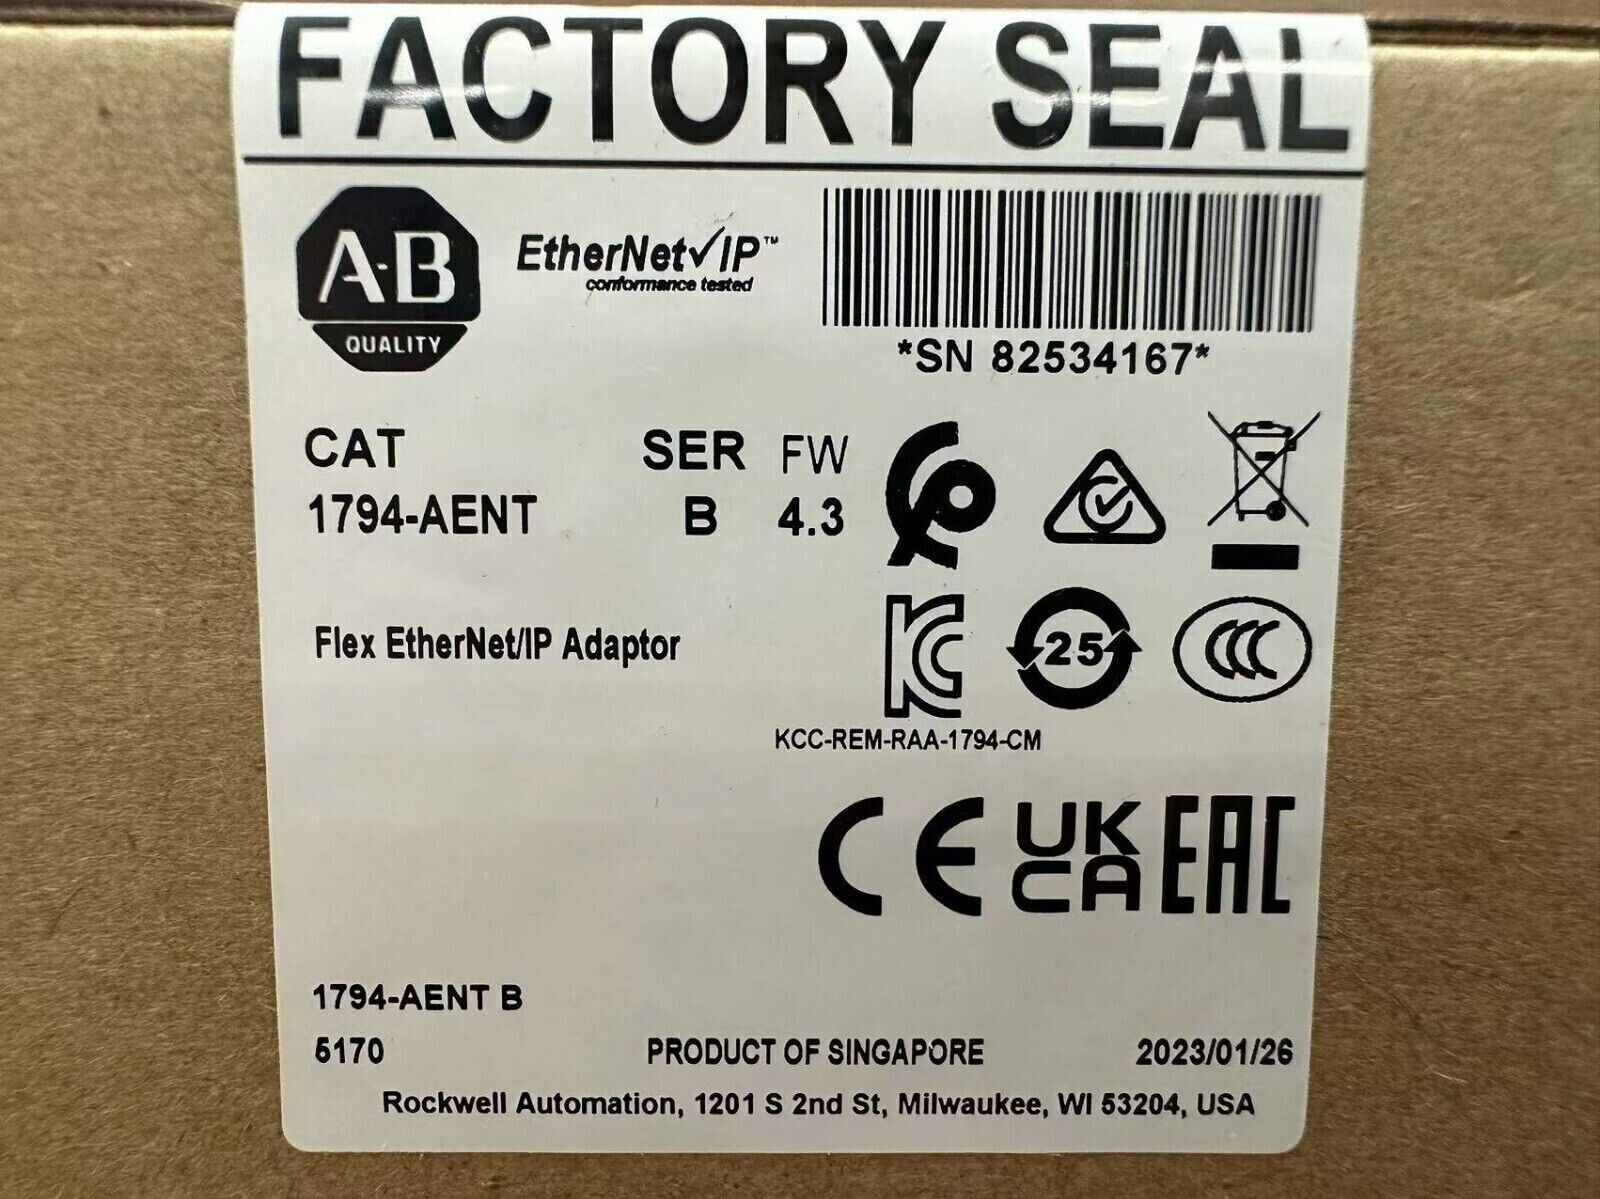 FACTORY SEAL
A-B
QUALITY
EtherNet/IP™
conformance tested
*SN 82534167*
CAT SER FW
1794-AENT B 4.3
Flex EtherNet/IP Adaptor
25
KCC-REM-RAA-1794-CM
CE UK
CA EAC
1794-AENT B
5170 PRODUCT OF SINGAPORE 2023/01/26
Rockwell Automation, 1201 S 2nd St, Milwaukee, WI 53204, USA